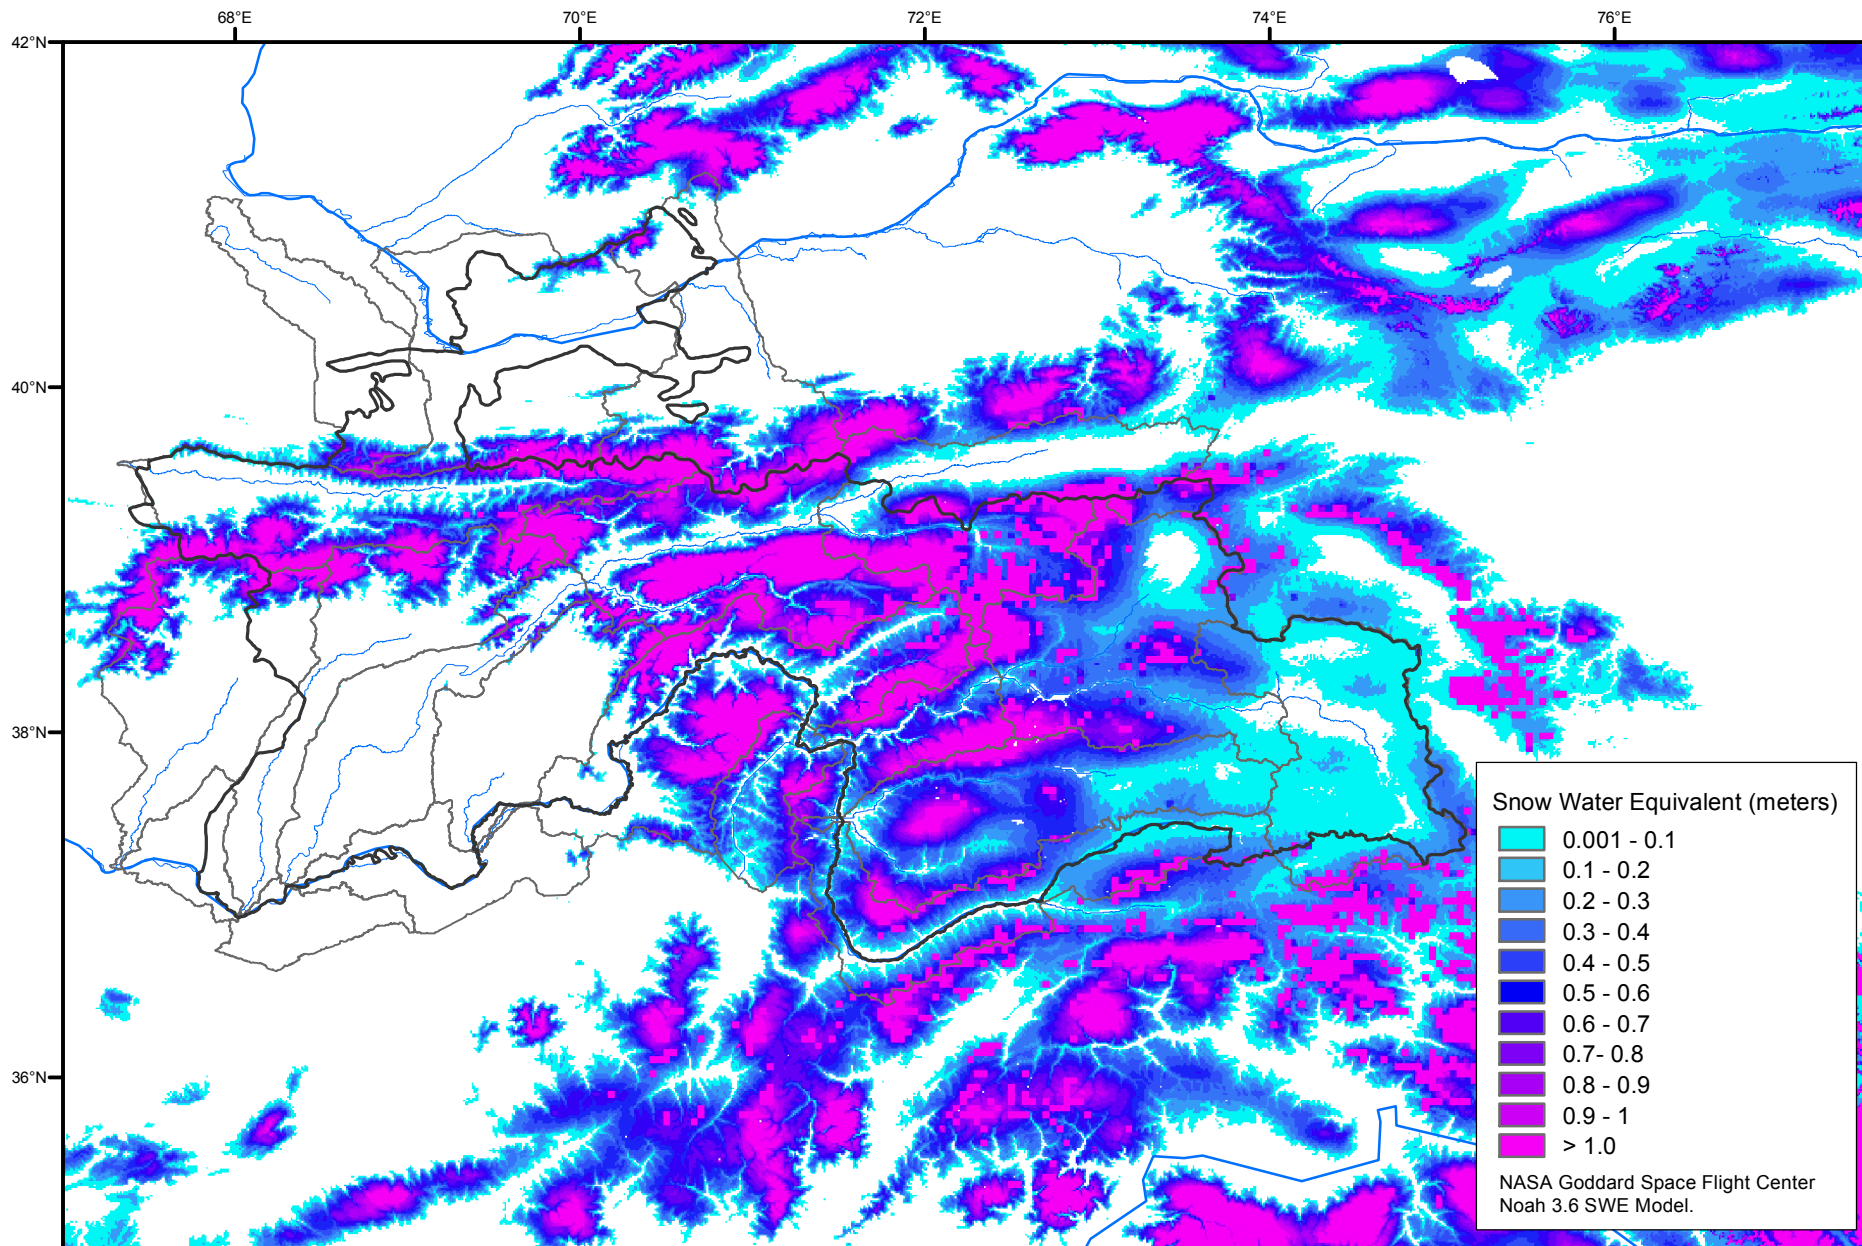 68°E
70°E
72°E
74°E
76°E
42°N
40°N
38°N
36°N
Snow Water Equivalent (meters)
0.001 - 0.1
0.1 - 0.2
0.2 - 0.3
0.3 - 0.4
0.4 - 0.5
0.5 - 0.6
0.6 - 0.7
0.7- 0.8
0.8 - 0.9
0.9 - 1
> 1.0
NASA Goddard Space Flight Center
Noah 3.6 SWE Model.